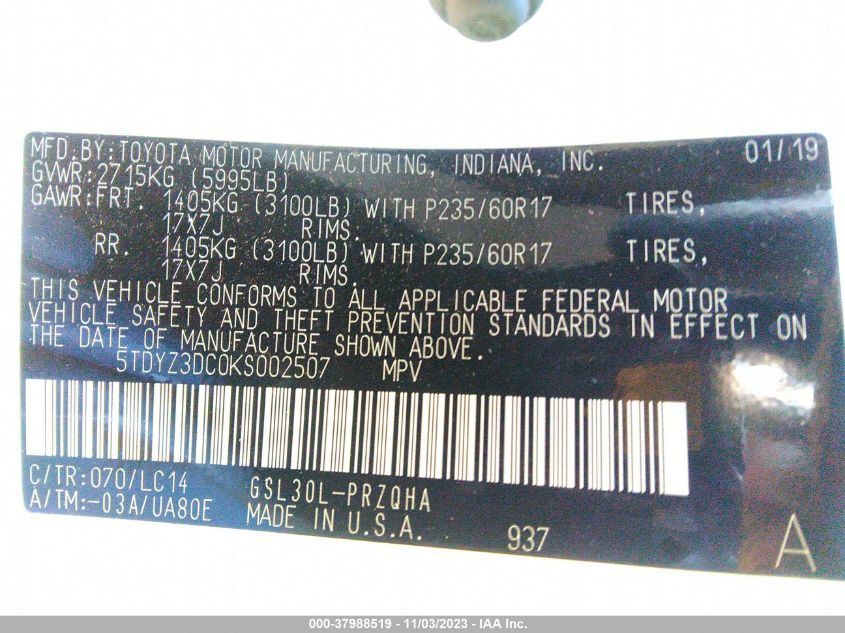 MFD.BY:TOYOTA MOTOR MANUFACTURING, INDIANA, INC. 01/19
GVWR:2715KG (5995LB)
GAWR:FRT. 1405KG (3100LB) WITH P235/60R17 TIRES,
17X7J RIMS.
RR. 1405KG (3100LB) WITH P235/60R17 TIRES,
17X7J RIMS.
THIS VEHICLE CONFORMS TO ALL APPLICABLE FEDERAL MOTOR
VEHICLE SAFETY AND THEFT PREVENTION STANDARDS IN EFFECT ON
THE DATE OF MANUFACTURE SHOWN ABOVE.
5TDYZ3DC0KS002507 MPV
C/TR:070/LC14 GSL30L-PRZQHA
A/TM:-03A/UA80E MADE IN U.S.A. 937 A
000-37988519 - 11/03/2023 - IAA Inc.